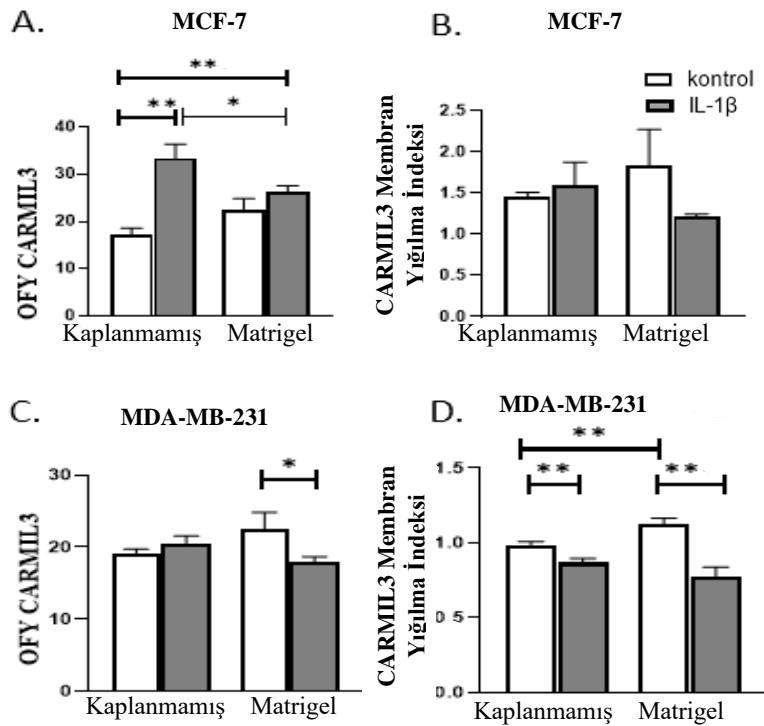 A.
MCF-7
**
**
*
OFY CARMIL3
40
30
20
10
0
Kaplanmamış
Matrigel
B.
MCF-7
kontrol
IL-1β
CARMIL3 Membran
Yığılma İndeksi
2.5
2.0
1.5
1.0
0.5
0.0
Kaplanmamış
Matrigel
C.
MDA-MB-231
*
OFY CARMIL3
30
20
10
0
Kaplanmamış
Matrigel
D.
MDA-MB-231
**
**
**
CARMIL3 Membran
Yığılma İndeksi
1.5
1.0
0.5
0.0
Kaplanmamış
Matrigel